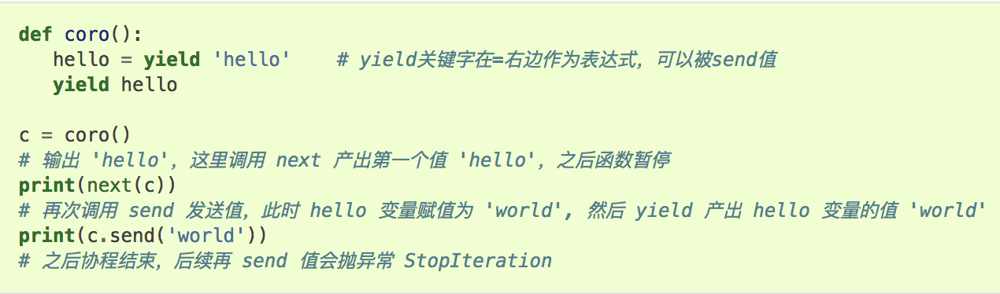 def coro():
   hello = yield 'hello'    # yield关键字在=右边作为表达式，可以被send值
   yield hello

c = coro()
# 输出 'hello'，这里调用 next 产出第一个值 'hello'，之后函数暂停
print(next(c))
# 再次调用 send 发送值，此时 hello 变量赋值为 'world', 然后 yield 产出 hello 变量的值 'world'
print(c.send('world'))
# 之后协程结束，后续再 send 值会抛异常 StopIteration